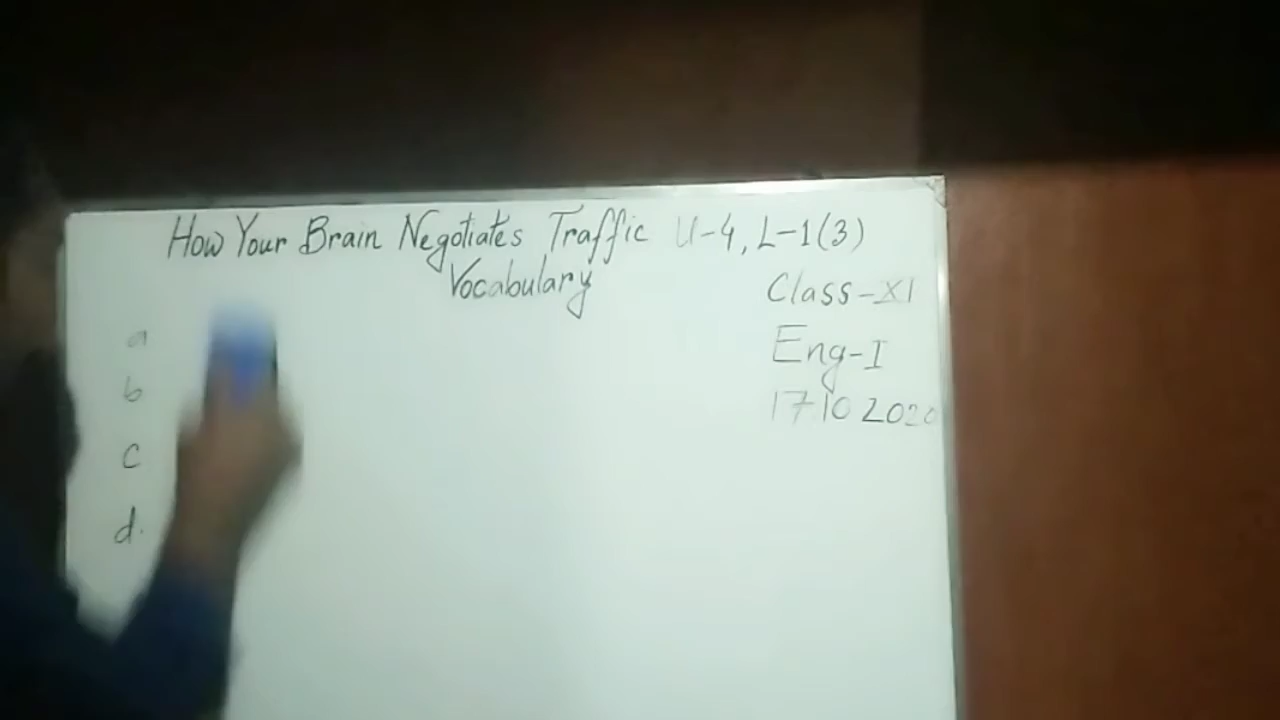 How Your Brain Negotiates Traffic U-4, L-1(3)
Vocabulary
Class-XI
Eng-I
17.10 2020
a
b
c
d.